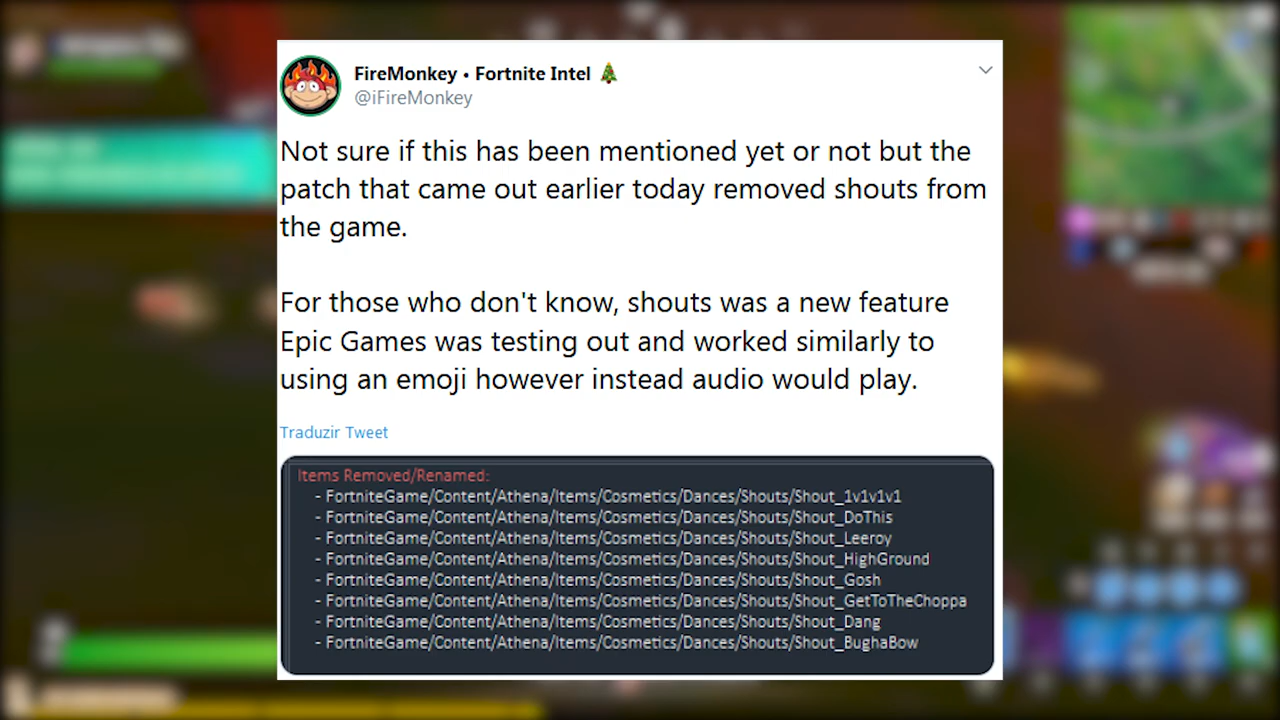 FireMonkey • Fortnite Intel 🎄
@iFireMonkey
Not sure if this has been mentioned yet or not but the
patch that came out earlier today removed shouts from
the game.
For those who don't know, shouts was a new feature
Epic Games was testing out and worked similarly to
using an emoji however instead audio would play.
Traduzir Tweet
Items Removed/Renamed:
- FortniteGame/Content/Athena/Items/Cosmetics/Dances/Shouts/Shout_1v1v1v1
- FortniteGame/Content/Athena/Items/Cosmetics/Dances/Shouts/Shout_DoThis
- FortniteGame/Content/Athena/Items/Cosmetics/Dances/Shouts/Shout_Leeroy
- FortniteGame/Content/Athena/Items/Cosmetics/Dances/Shouts/Shout_HighGround
- FortniteGame/Content/Athena/Items/Cosmetics/Dances/Shouts/Shout_Gosh
- FortniteGame/Content/Athena/Items/Cosmetics/Dances/Shouts/Shout_GetToTheChoppa
- FortniteGame/Content/Athena/Items/Cosmetics/Dances/Shouts/Shout_Dang
- FortniteGame/Content/Athena/Items/Cosmetics/Dances/Shouts/Shout_BughaBow